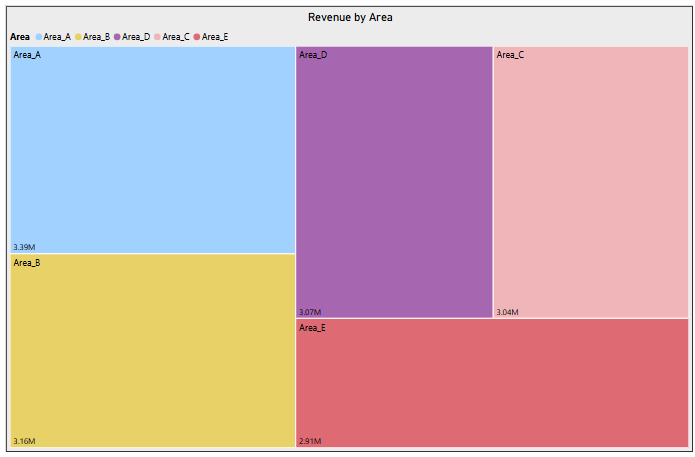 Revenue by Area
Area Area_A Area_B Area_D Area_C Area_E
Area_A
3.39M
Area_B
3.16M
Area_D
3.07M
Area_C
3.04M
Area_E
2.91M